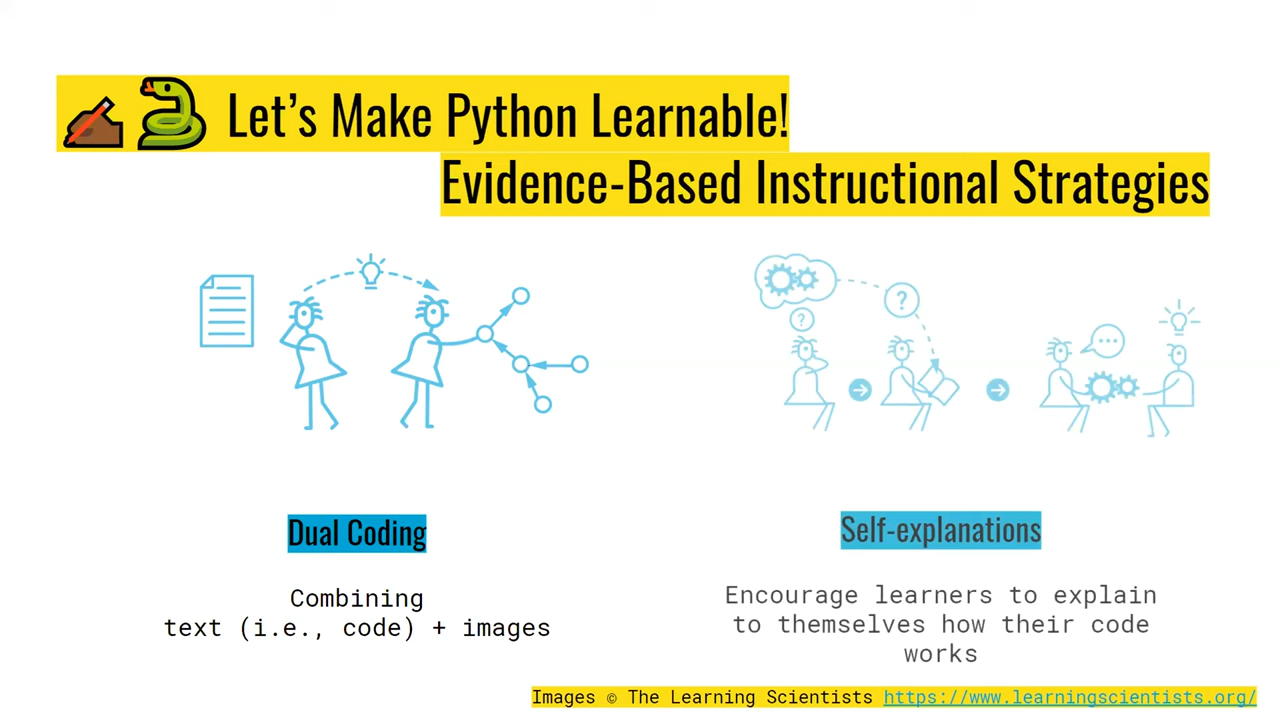 Let’s Make Python Learnable!
Evidence-Based Instructional Strategies
?
?
...
Dual Coding
Combining
text (i.e., code) + images
Self-explanations
Encourage learners to explain
to themselves how their code
works
Images © The Learning Scientists https://www.learningscientists.org/